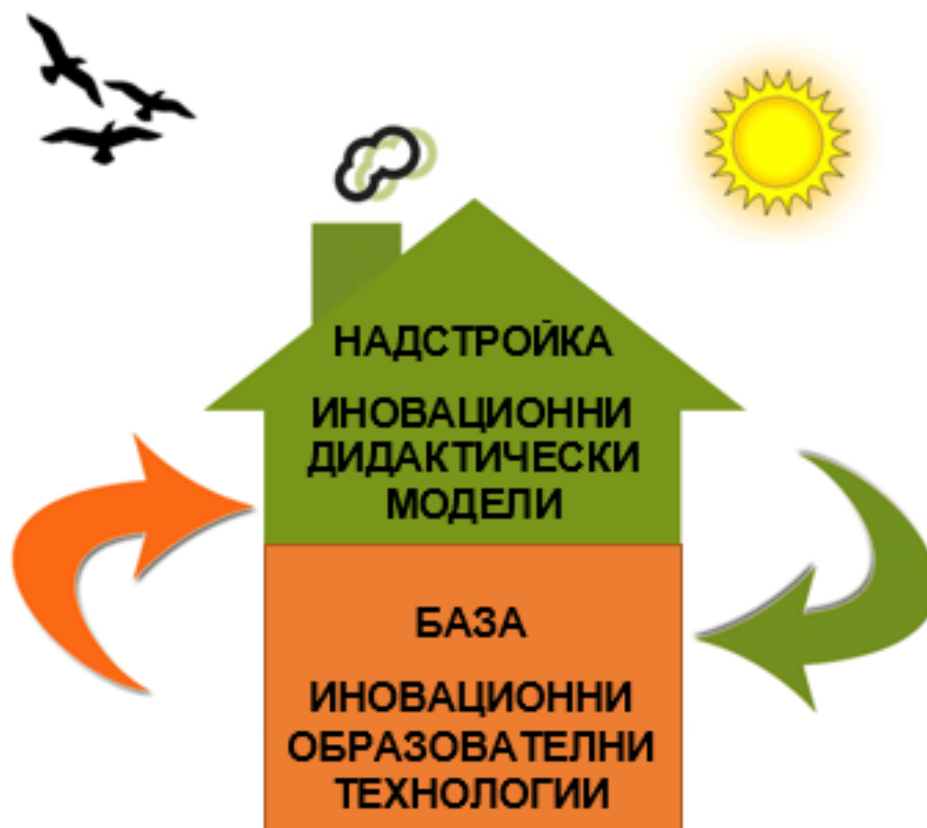 НАДСТРОЙКА
ИНОВАЦИОННИ
ДИДАКТИЧЕСКИ
МОДЕЛИ
БАЗА
ИНОВАЦИОННИ
ОБРАЗОВАТЕЛНИ
ТЕХНОЛОГИИ